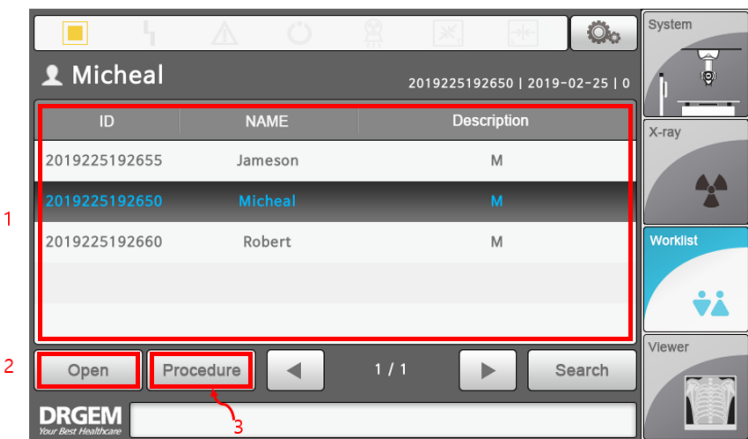 System
Micheal
2019225192650 | 2019-02-25 | 0
ID NAME Description
X-ray
2019225192655 Jameson M
2019225192650 Micheal M
1
2019225192660 Robert M
Worklist
Viewer
2
Open Procedure 1 / 1 Search
DRGEM
Your Best Healthcare
3